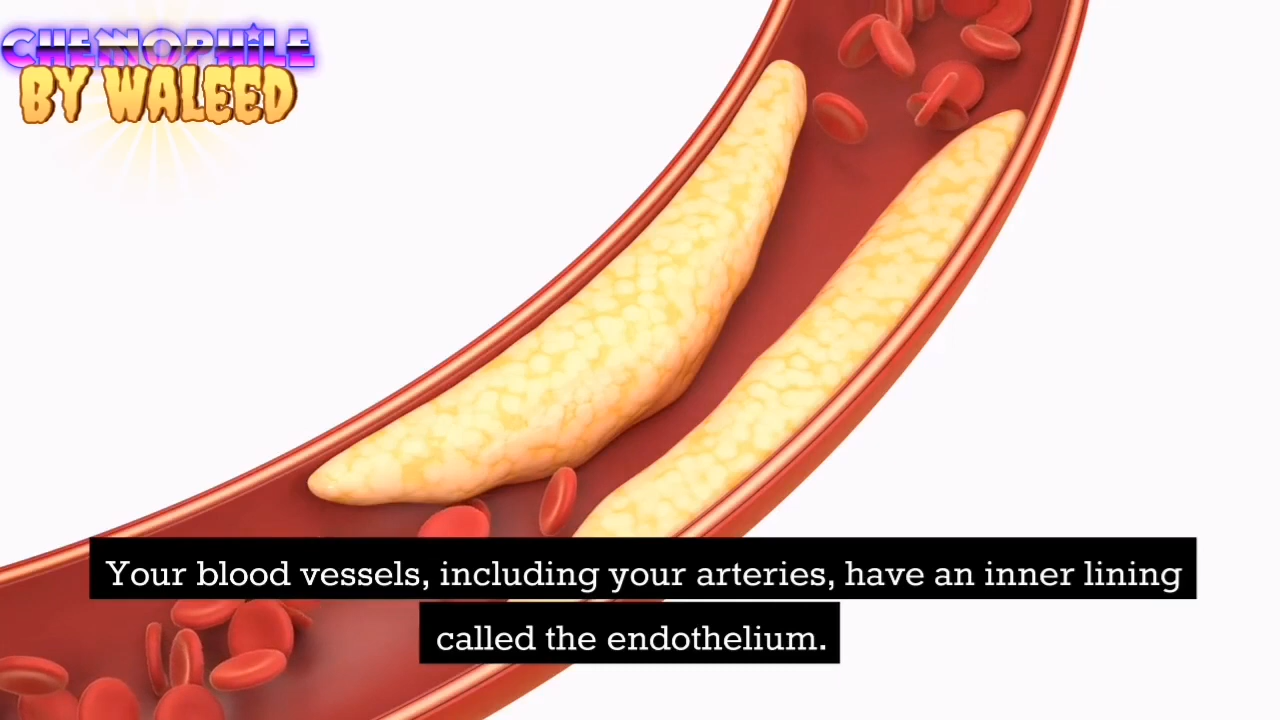 CHEMOPHILE
BY WALEED
Your blood vessels, including your arteries, have an inner lining
called the endothelium.